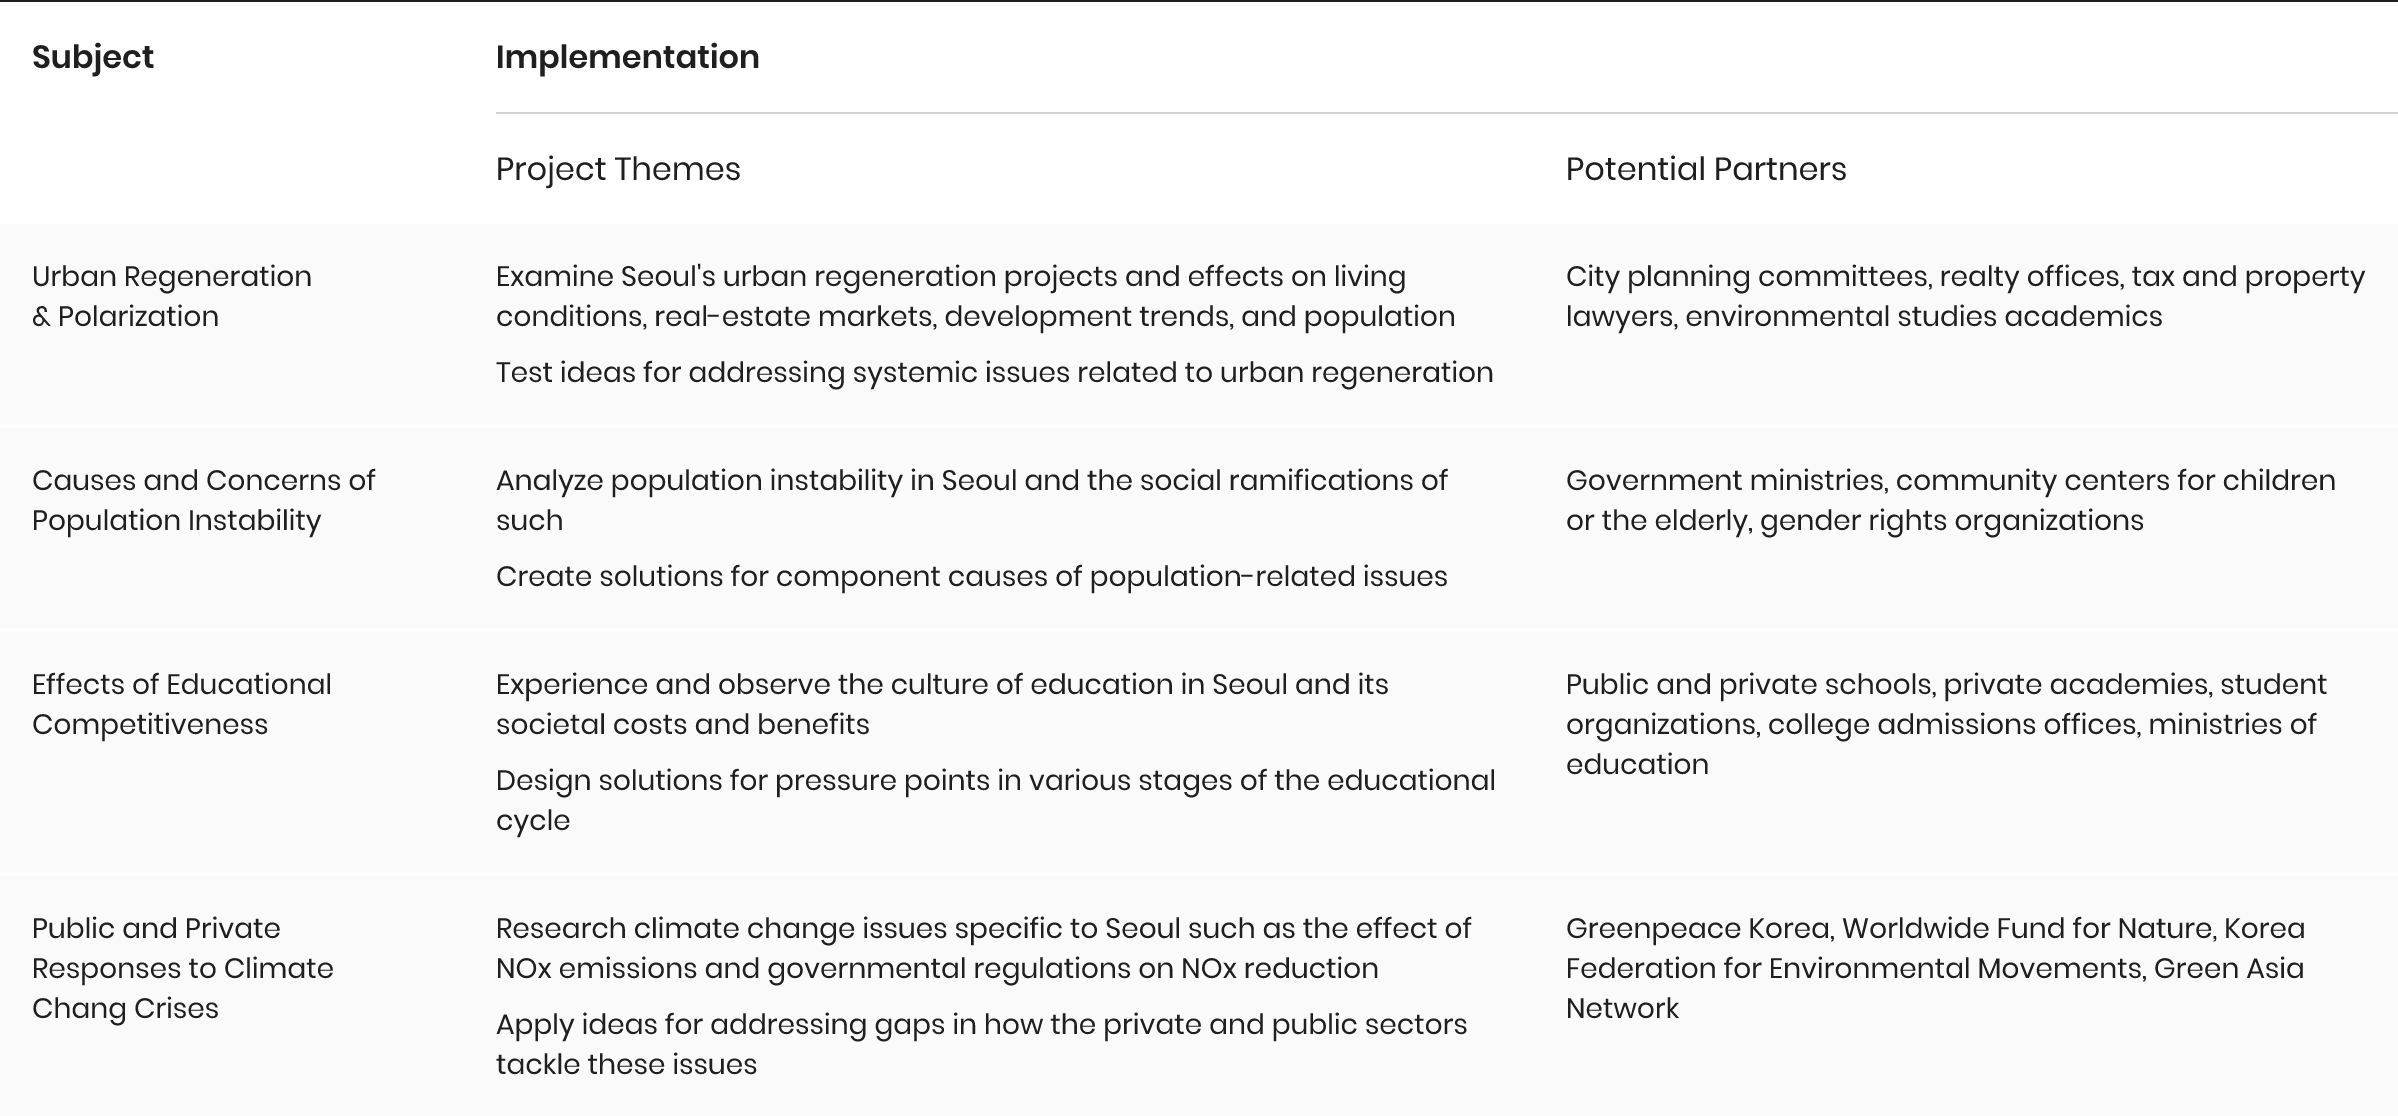 Subject
Implementation
Project Themes
Potential Partners
Urban Regeneration
& Polarization
Examine Seoul's urban regeneration projects and effects on living
conditions, real-estate markets, development trends, and population
Test ideas for addressing systemic issues related to urban regeneration
City planning committees, realty offices, tax and property
lawyers, environmental studies academics
Causes and Concerns of
Population Instability
Analyze population instability in Seoul and the social ramifications of
such
Create solutions for component causes of population-related issues
Government ministries, community centers for children
or the elderly, gender rights organizations
Effects of Educational
Competitiveness
Experience and observe the culture of education in Seoul and its
societal costs and benefits
Design solutions for pressure points in various stages of the educational
cycle
Public and private schools, private academies, student
organizations, college admissions offices, ministries of
education
Public and Private
Responses to Climate
Chang Crises
Research climate change issues specific to Seoul such as the effect of
NOx emissions and governmental regulations on NOx reduction
Apply ideas for addressing gaps in how the private and public sectors
tackle these issues
Greenpeace Korea, Worldwide Fund for Nature, Korea
Federation for Environmental Movements, Green Asia
Network